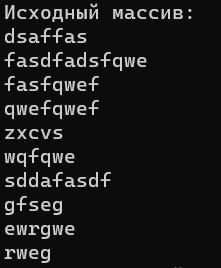 Исходный массив:
dsaffas
fasdfadsfqwe
fasfqwef
qwefqwef
zxcvs
wqfqwe
sddafasdf
gfseg
ewrgwe
rweg